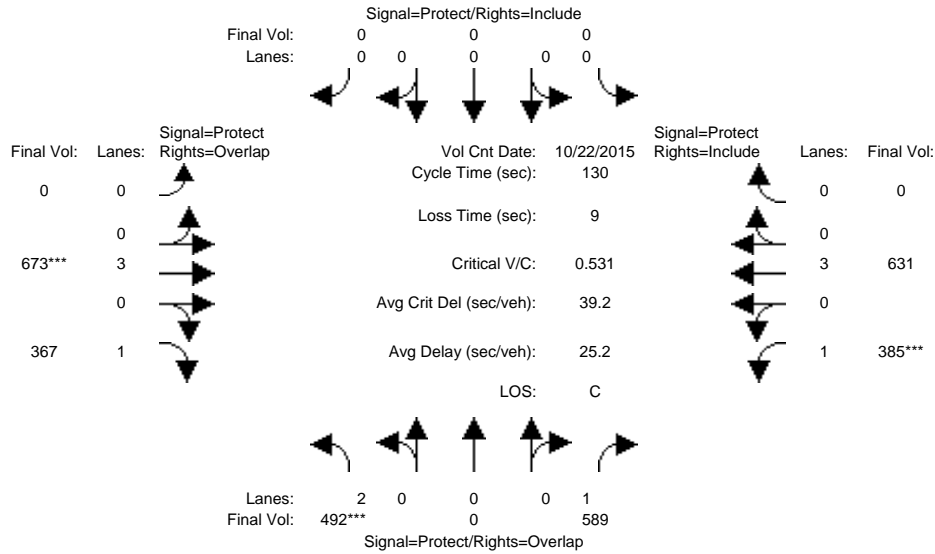 Signal=Protect/Rights=Include
Final Vol: 0 0 0
Lanes: 0 0 0 0 0
Signal=Protect Signal=Protect
Final Vol: Lanes: Rights=Overlap Vol Cnt Date: 10/22/2015 Rights=Include Lanes: Final Vol:
Cycle Time (sec): 130
0 0 0 0
Loss Time (sec): 9
0 0
673*** 3 Critical V/C: 0.531 3 631
0 Avg Crit Del (sec/veh): 39.2 0
367 1 Avg Delay (sec/veh): 25.2 1 385***
LOS: C
Lanes: 2 0 0 0 1
Final Vol: 492*** 0 589
Signal=Protect/Rights=Overlap